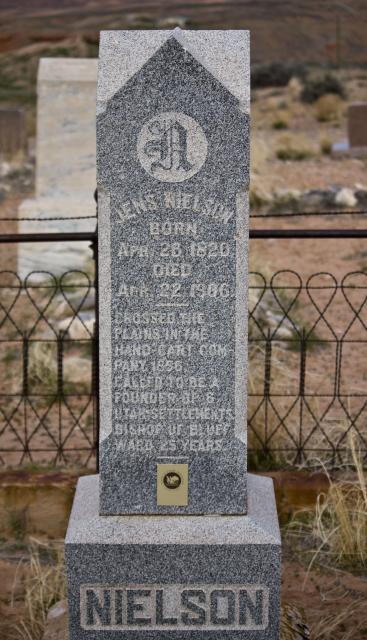 N
JENS NIELSON
BORN
APR. 26, 1820
DIED
APR. 22, 1906
CROSSED THE
PLAINS IN THE
HAND-CART COM-
PANY, 1856.
CALLED TO BE A
FOUNDER OF 6
UTAH SETTLEMENTS
BISHOP OF BLUFF
WARD 25 YEARS.
NIELSON